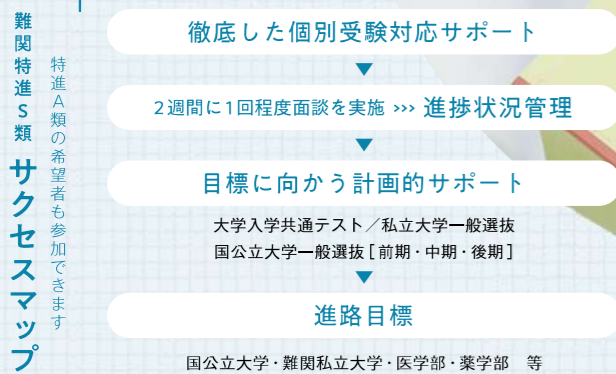 難関特進S類 サクセスマップ
特進A類の希望者も参加できます
徹底した個別受験対応サポート
▼
2週間に1回程度面談を実施 ››› 進捗状況管理
▼
目標に向かう計画的サポート
大学入学共通テスト／私立大学一般選抜
国公立大学一般選抜［前期・中期・後期］
▼
進路目標
国公立大学・難関私立大学・医学部・薬学部　等